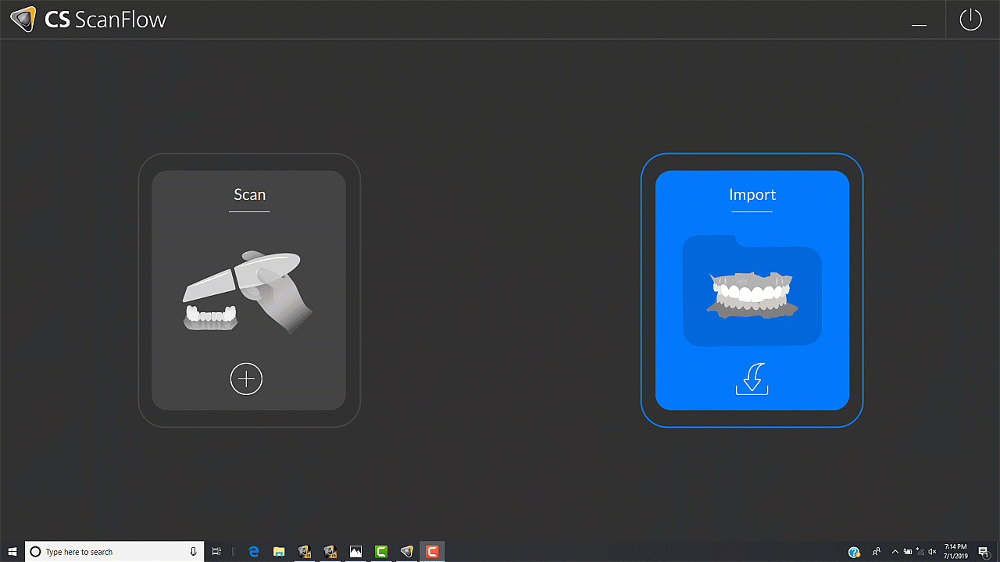 CS ScanFlow
Scan
Import
Type here to search
7:14 PM
7/1/2019